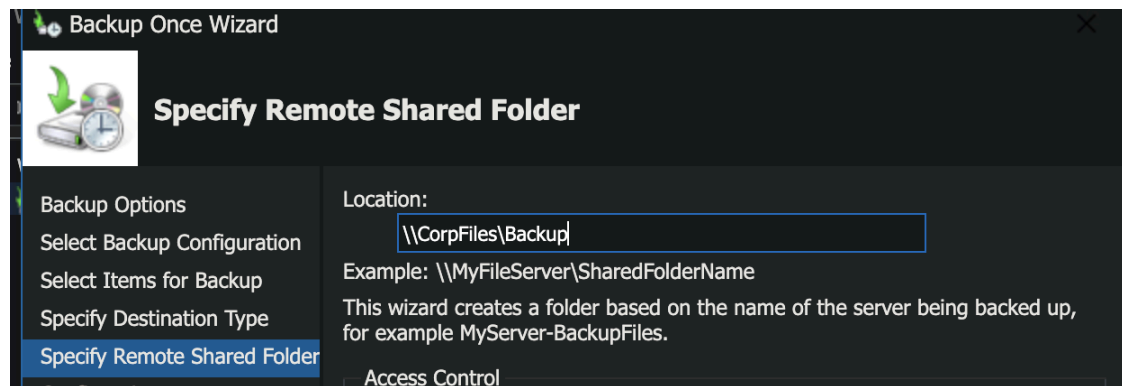 Backup Once Wizard
Specify Remote Shared Folder
Backup Options
Select Backup Configuration
Select Items for Backup
Specify Destination Type
Specify Remote Shared Folder
Location:
\\CorpFiles\Backup
Example: \\MyFileServer\SharedFolderName
This wizard creates a folder based on the name of the server being backed up,
for example MyServer-BackupFiles.
Access Control